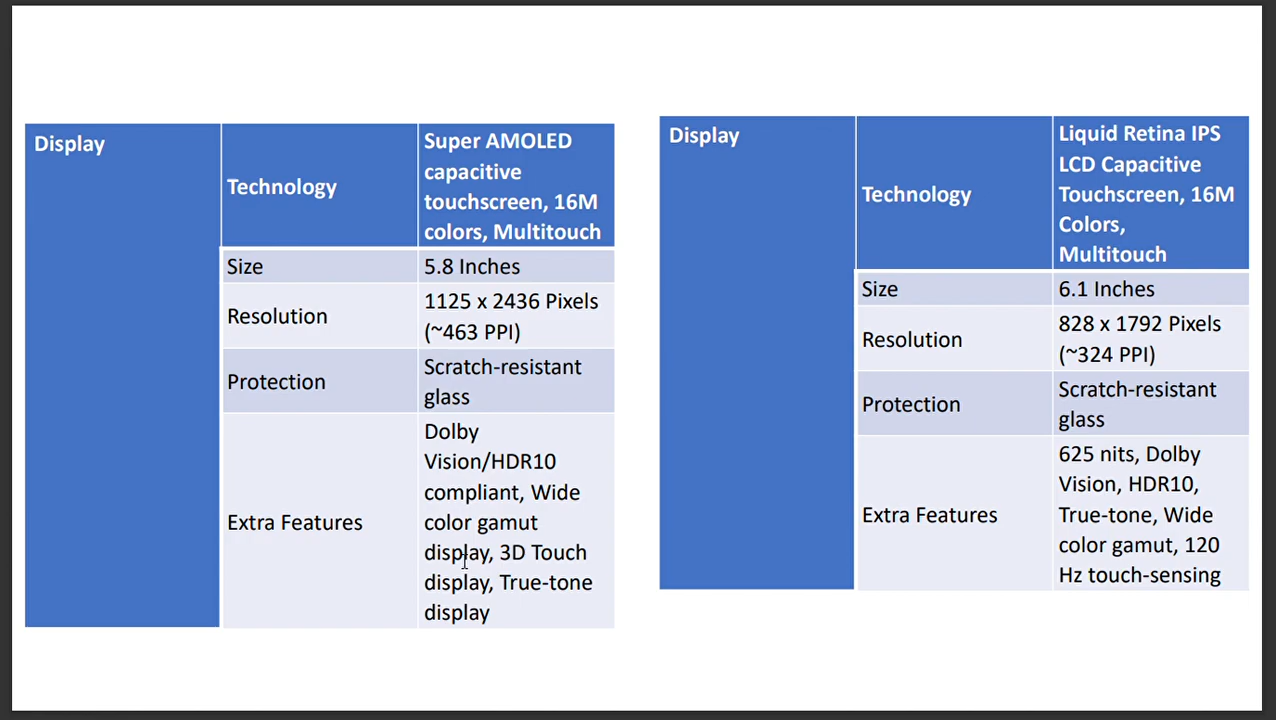 Display
Technology
Super AMOLED
capacitive
touchscreen, 16M
colors, Multitouch
Size
5.8 Inches
Resolution
1125 x 2436 Pixels
(~463 PPI)
Protection
Scratch-resistant
glass
Extra Features
Dolby
Vision/HDR10
compliant, Wide
color gamut
display, 3D Touch
display, True-tone
display
Display
Technology
Liquid Retina IPS
LCD Capacitive
Touchscreen, 16M
Colors,
Multitouch
Size
6.1 Inches
Resolution
828 x 1792 Pixels
(~324 PPI)
Protection
Scratch-resistant
glass
Extra Features
625 nits, Dolby
Vision, HDR10,
True-tone, Wide
color gamut, 120
Hz touch-sensing